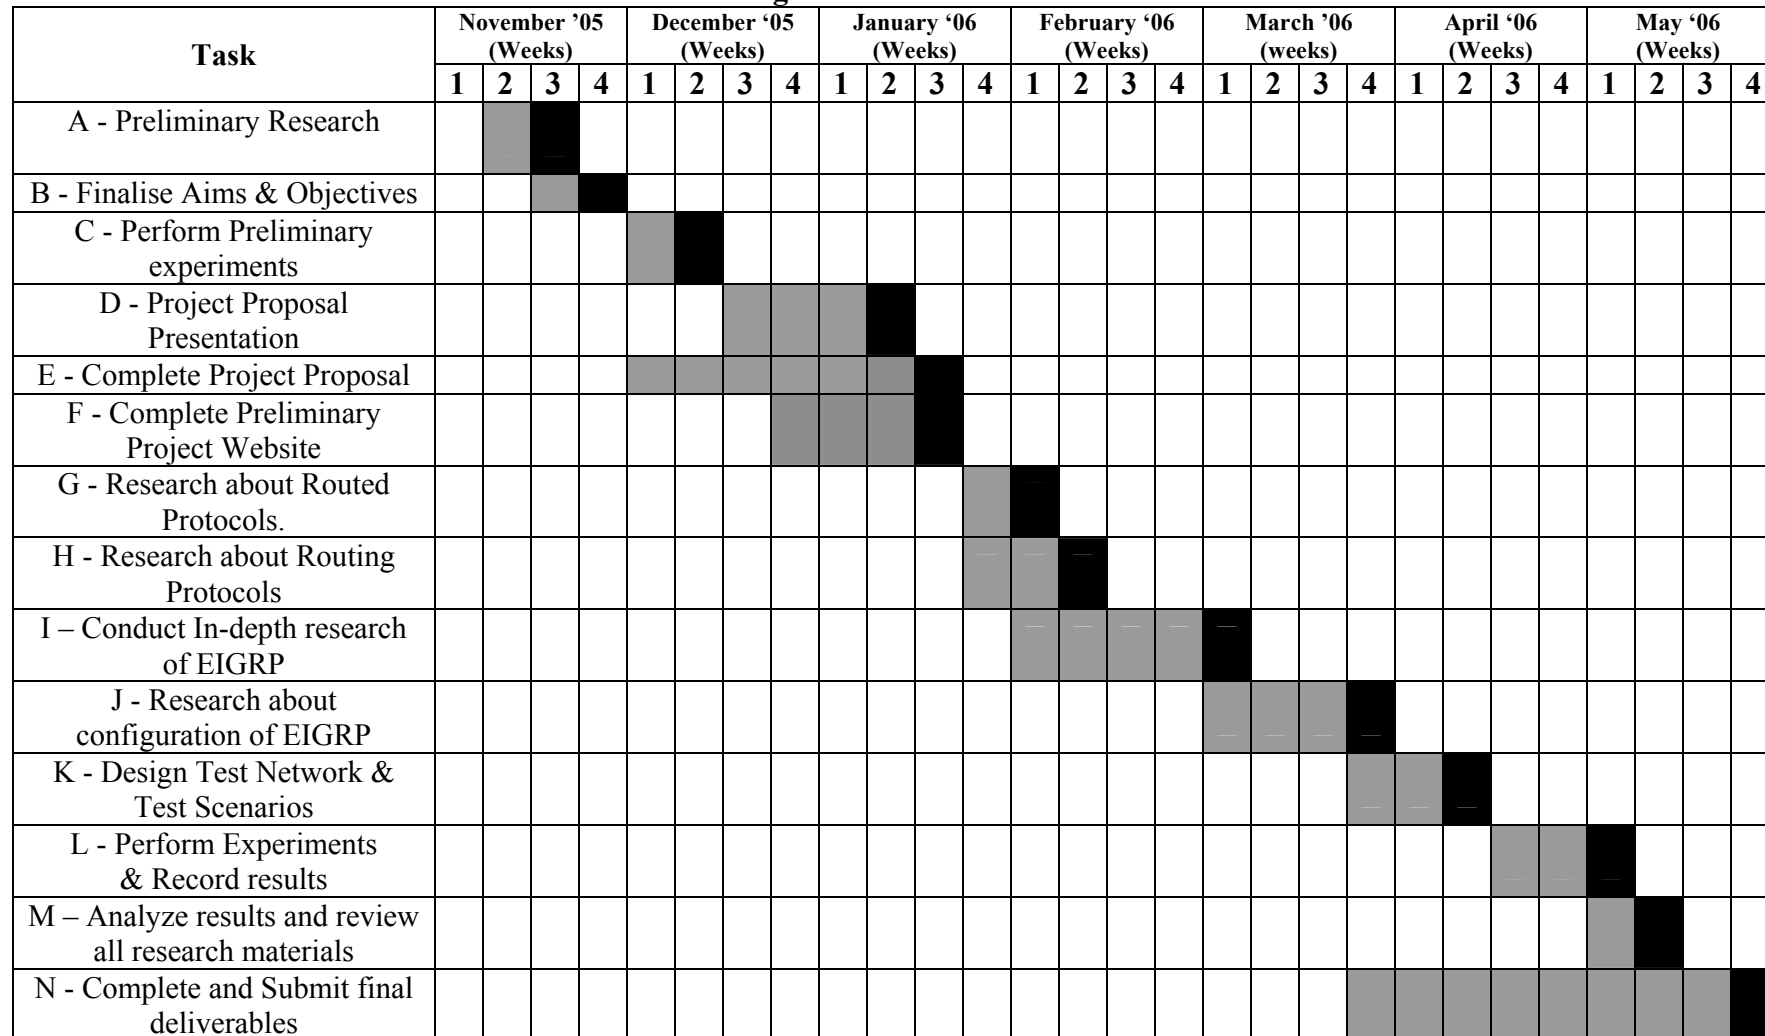 Task
November ’05 December ‘05 January ‘06 February ‘06 March ’06 April ‘06 May ‘06
(Weeks) (Weeks) (Weeks) (Weeks) (weeks) (Weeks) (Weeks)
1 2 3 4 1 2 3 4 1 2 3 4 1 2 3 4 1 2 3 4 1 2 3 4 1 2 3 4
A - Preliminary Research
B - Finalise Aims & Objectives
C - Perform Preliminary
experiments
D - Project Proposal
Presentation
E - Complete Project Proposal
F - Complete Preliminary
Project Website
G - Research about Routed
Protocols.
H - Research about Routing
Protocols
I – Conduct In-depth research
of EIGRP
J - Research about
configuration of EIGRP
K - Design Test Network &
Test Scenarios
L - Perform Experiments
& Record results
M – Analyze results and review
all research materials
N - Complete and Submit final
deliverables